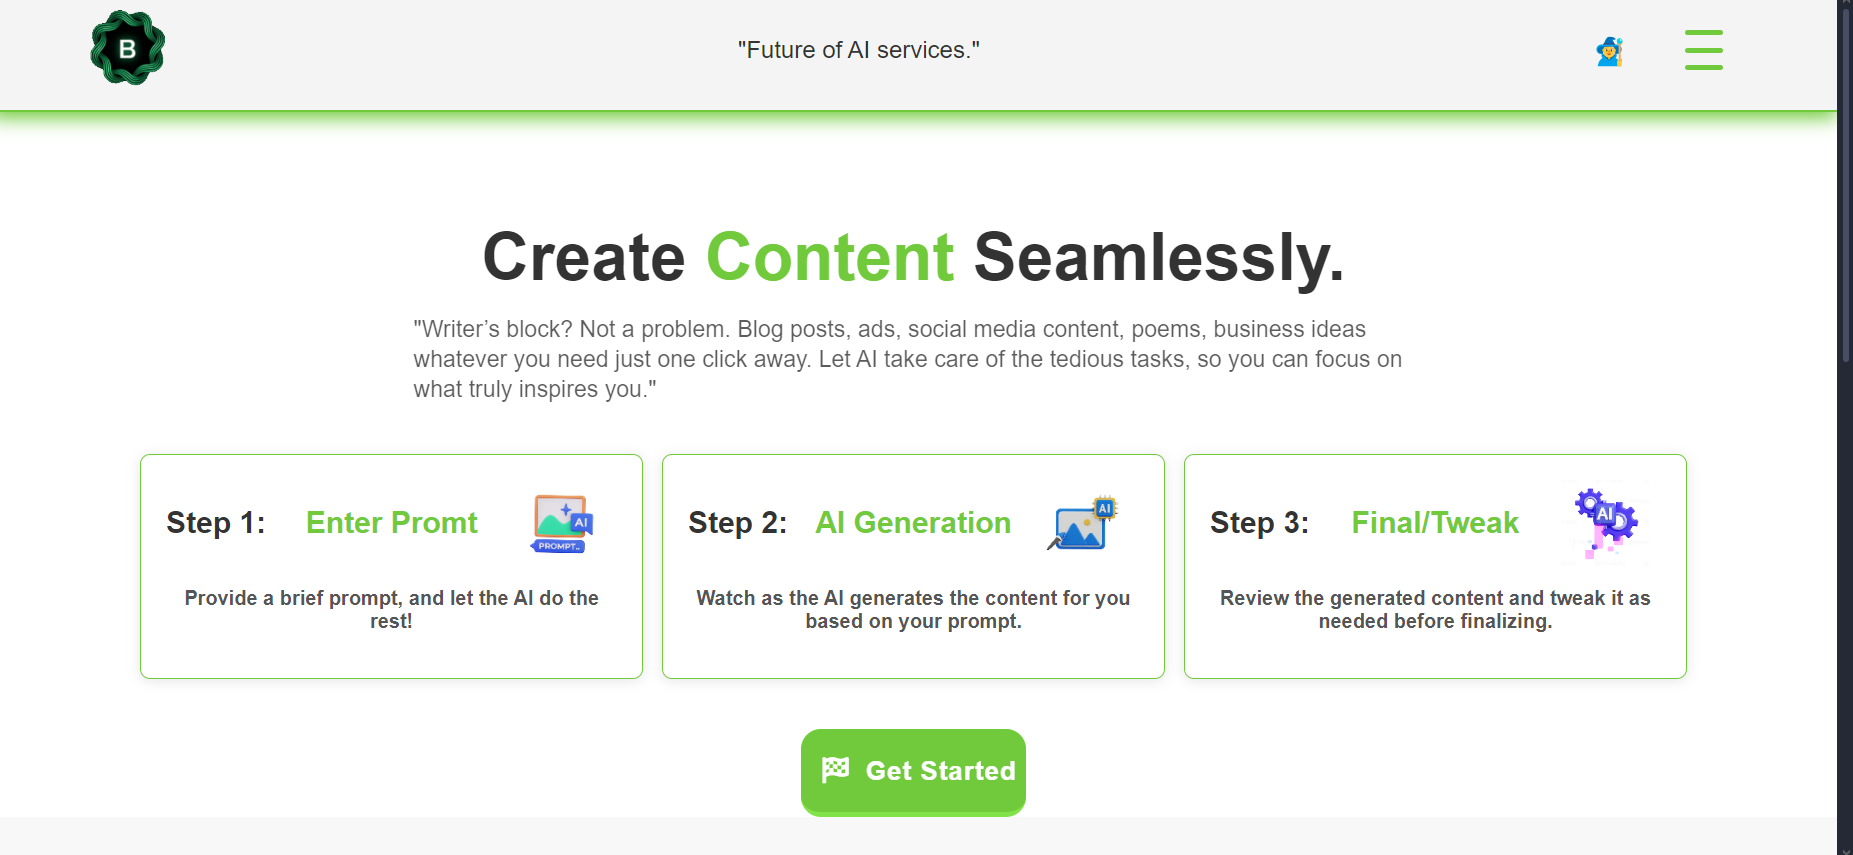 B
"Future of AI services."
Create Content Seamlessly.
"Writer’s block? Not a problem. Blog posts, ads, social media content, poems, business ideas
whatever you need just one click away. Let AI take care of the tedious tasks, so you can focus on
what truly inspires you."
Step 1: Enter Promt
AI
PROMPT..
Provide a brief prompt, and let the AI do the
rest!
Step 2: AI Generation
AI
Watch as the AI generates the content for you
based on your prompt.
Step 3: Final/Tweak
AI
Review the generated content and tweak it as
needed before finalizing.
Get Started